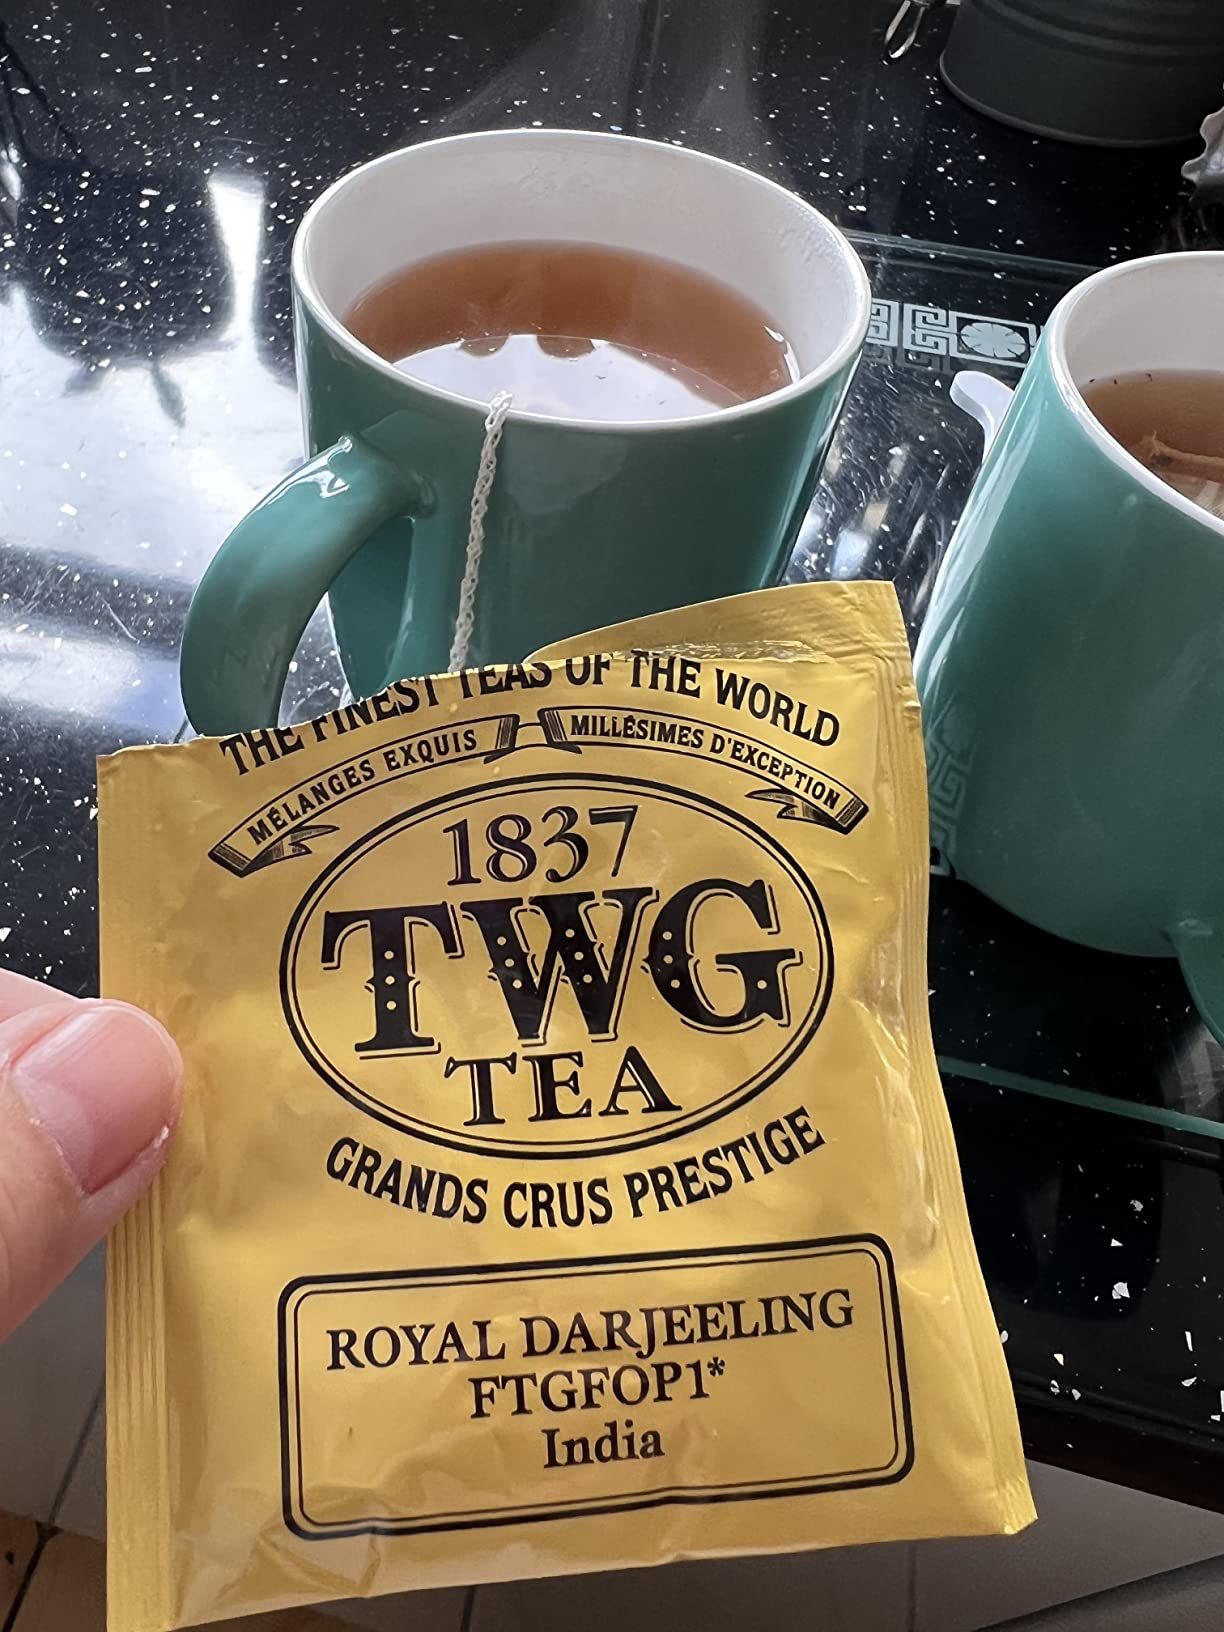 THE FINEST TEAS OF THE WORLD
MÉLANGES EXQUIS MILLÉSIMES D'EXCEPTION
1837
TWG
TEA
GRANDS CRUS PRESTIGE
ROYAL DARJEELING
FTGFOP1*
India